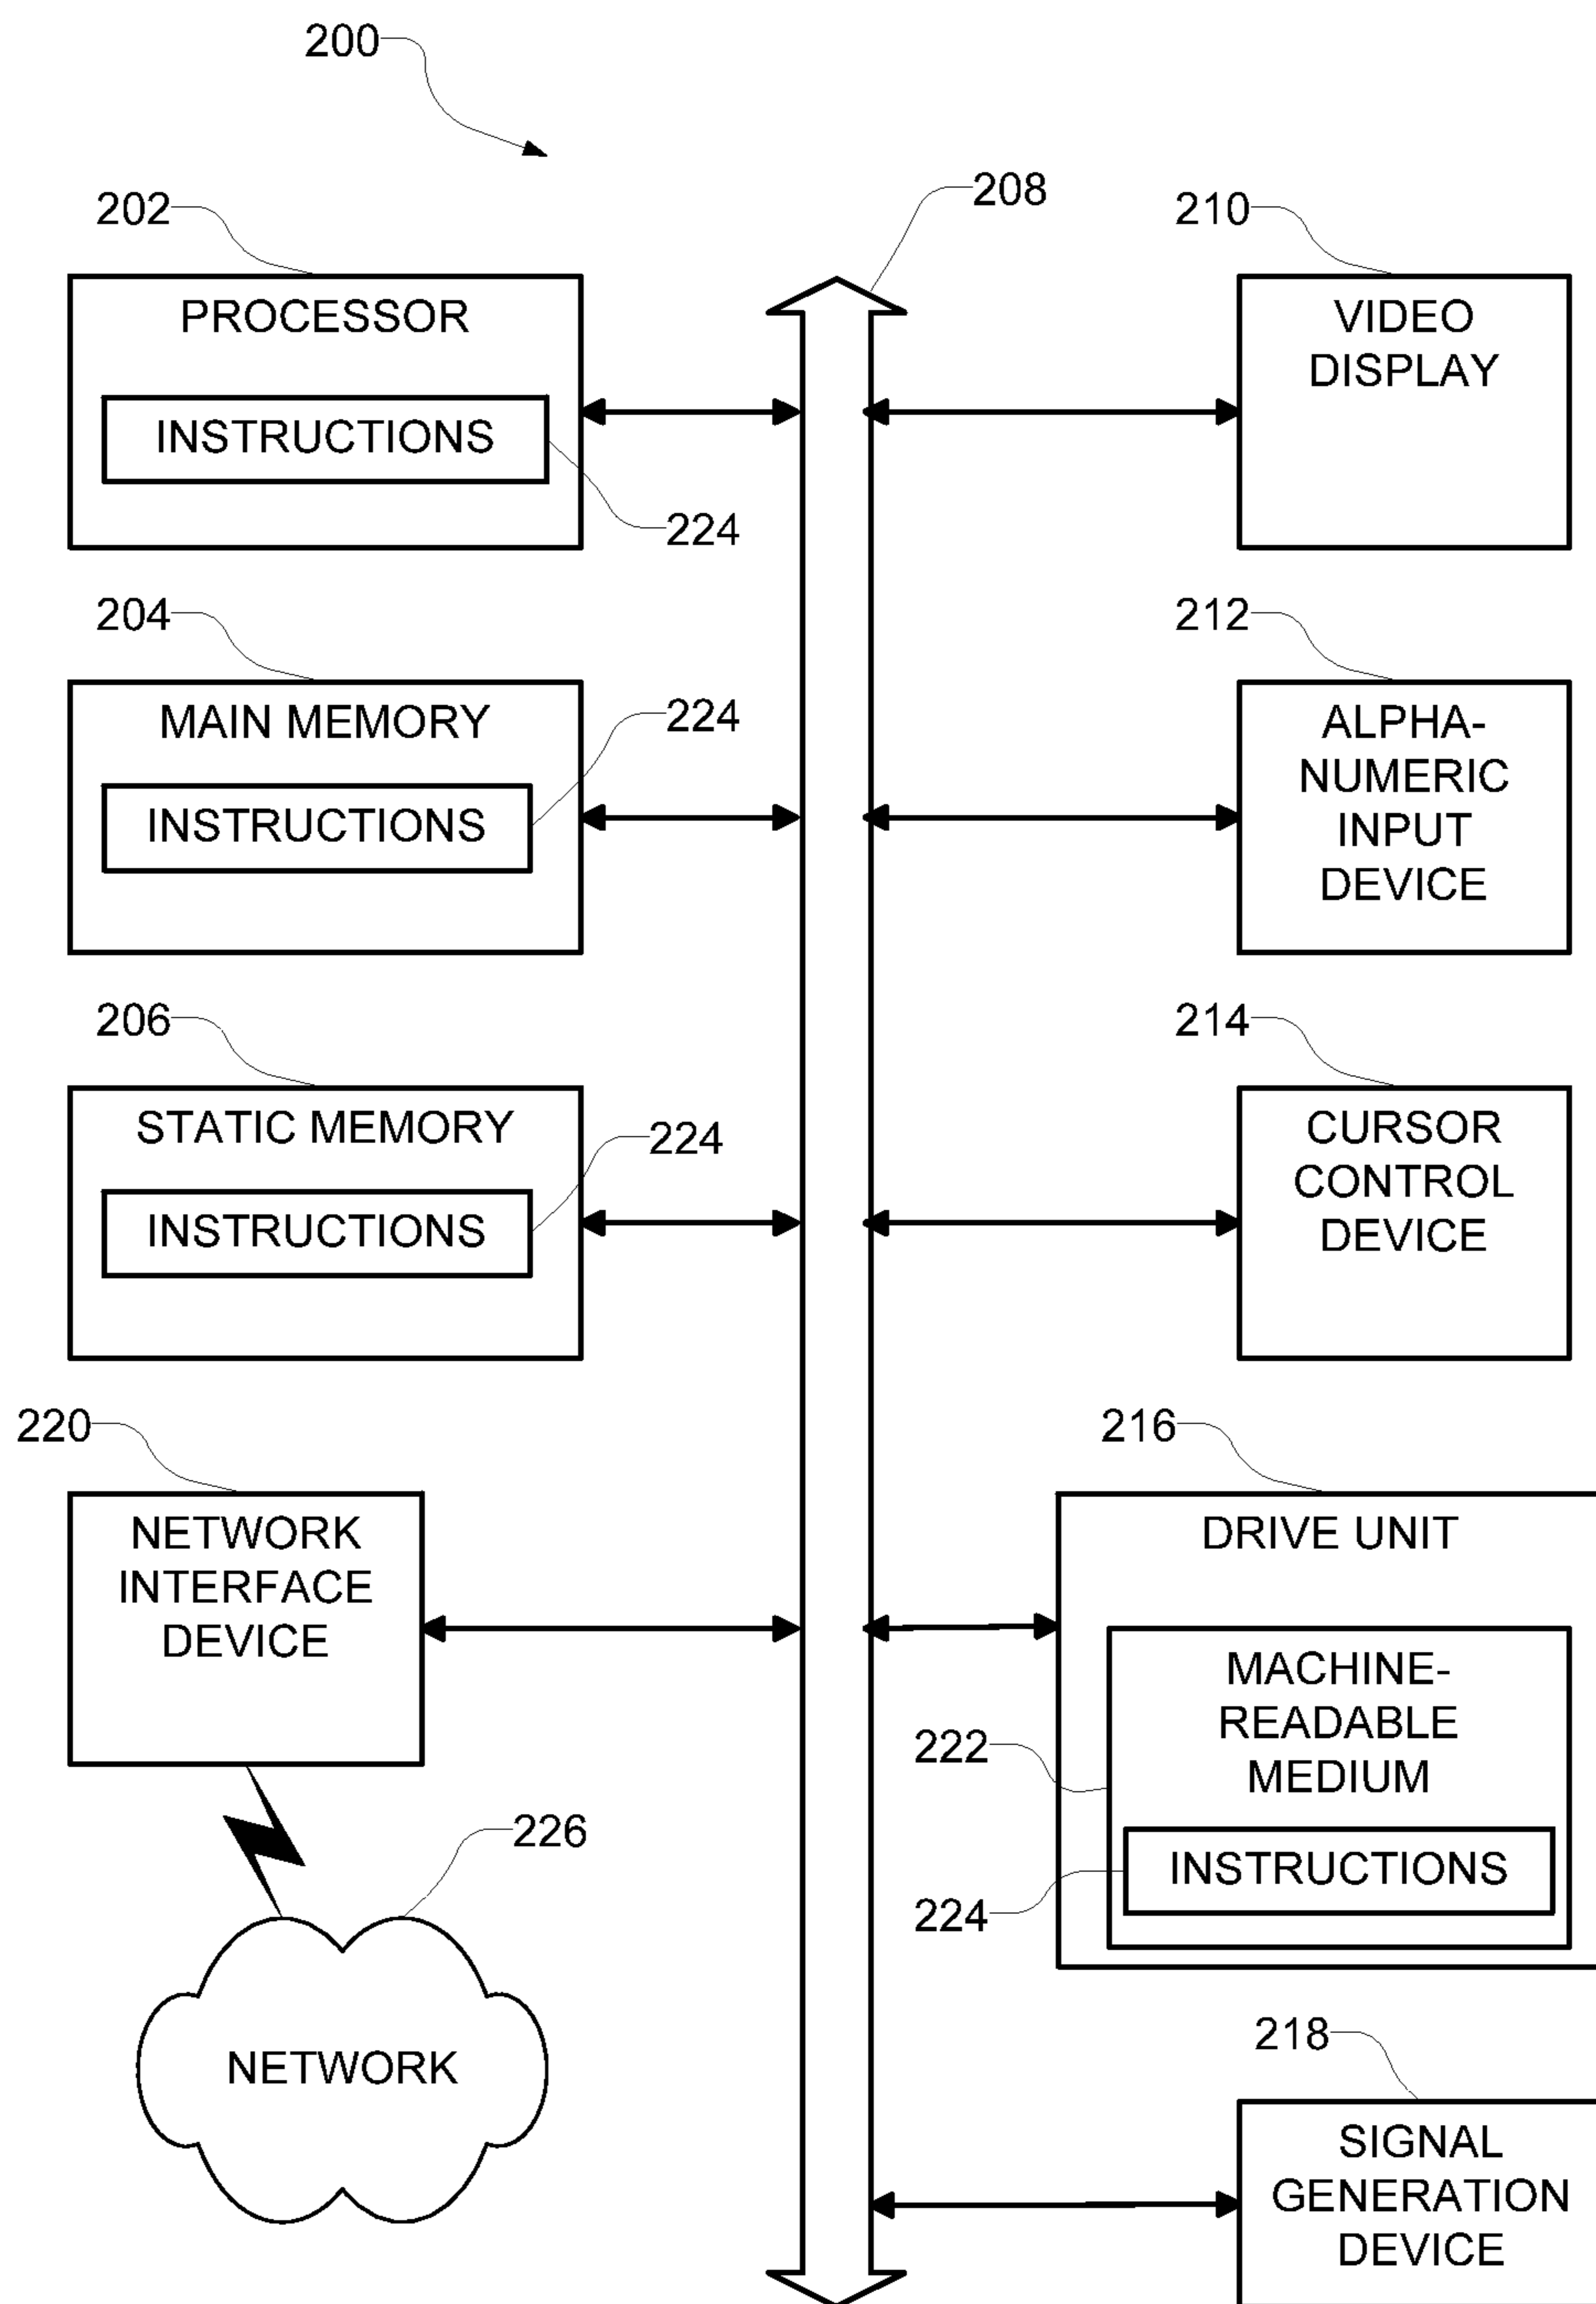 200
202
208
210
PROCESSOR
INSTRUCTIONS
224
VIDEO
DISPLAY
204
212
MAIN MEMORY
224
INSTRUCTIONS
ALPHA-
NUMERIC
INPUT
DEVICE
206
214
STATIC MEMORY
224
INSTRUCTIONS
CURSOR
CONTROL
DEVICE
220
216
NETWORK
INTERFACE
DEVICE
DRIVE UNIT
MACHINE-
READABLE
MEDIUM
222
INSTRUCTIONS
224
226
NETWORK
218
SIGNAL
GENERATION
DEVICE